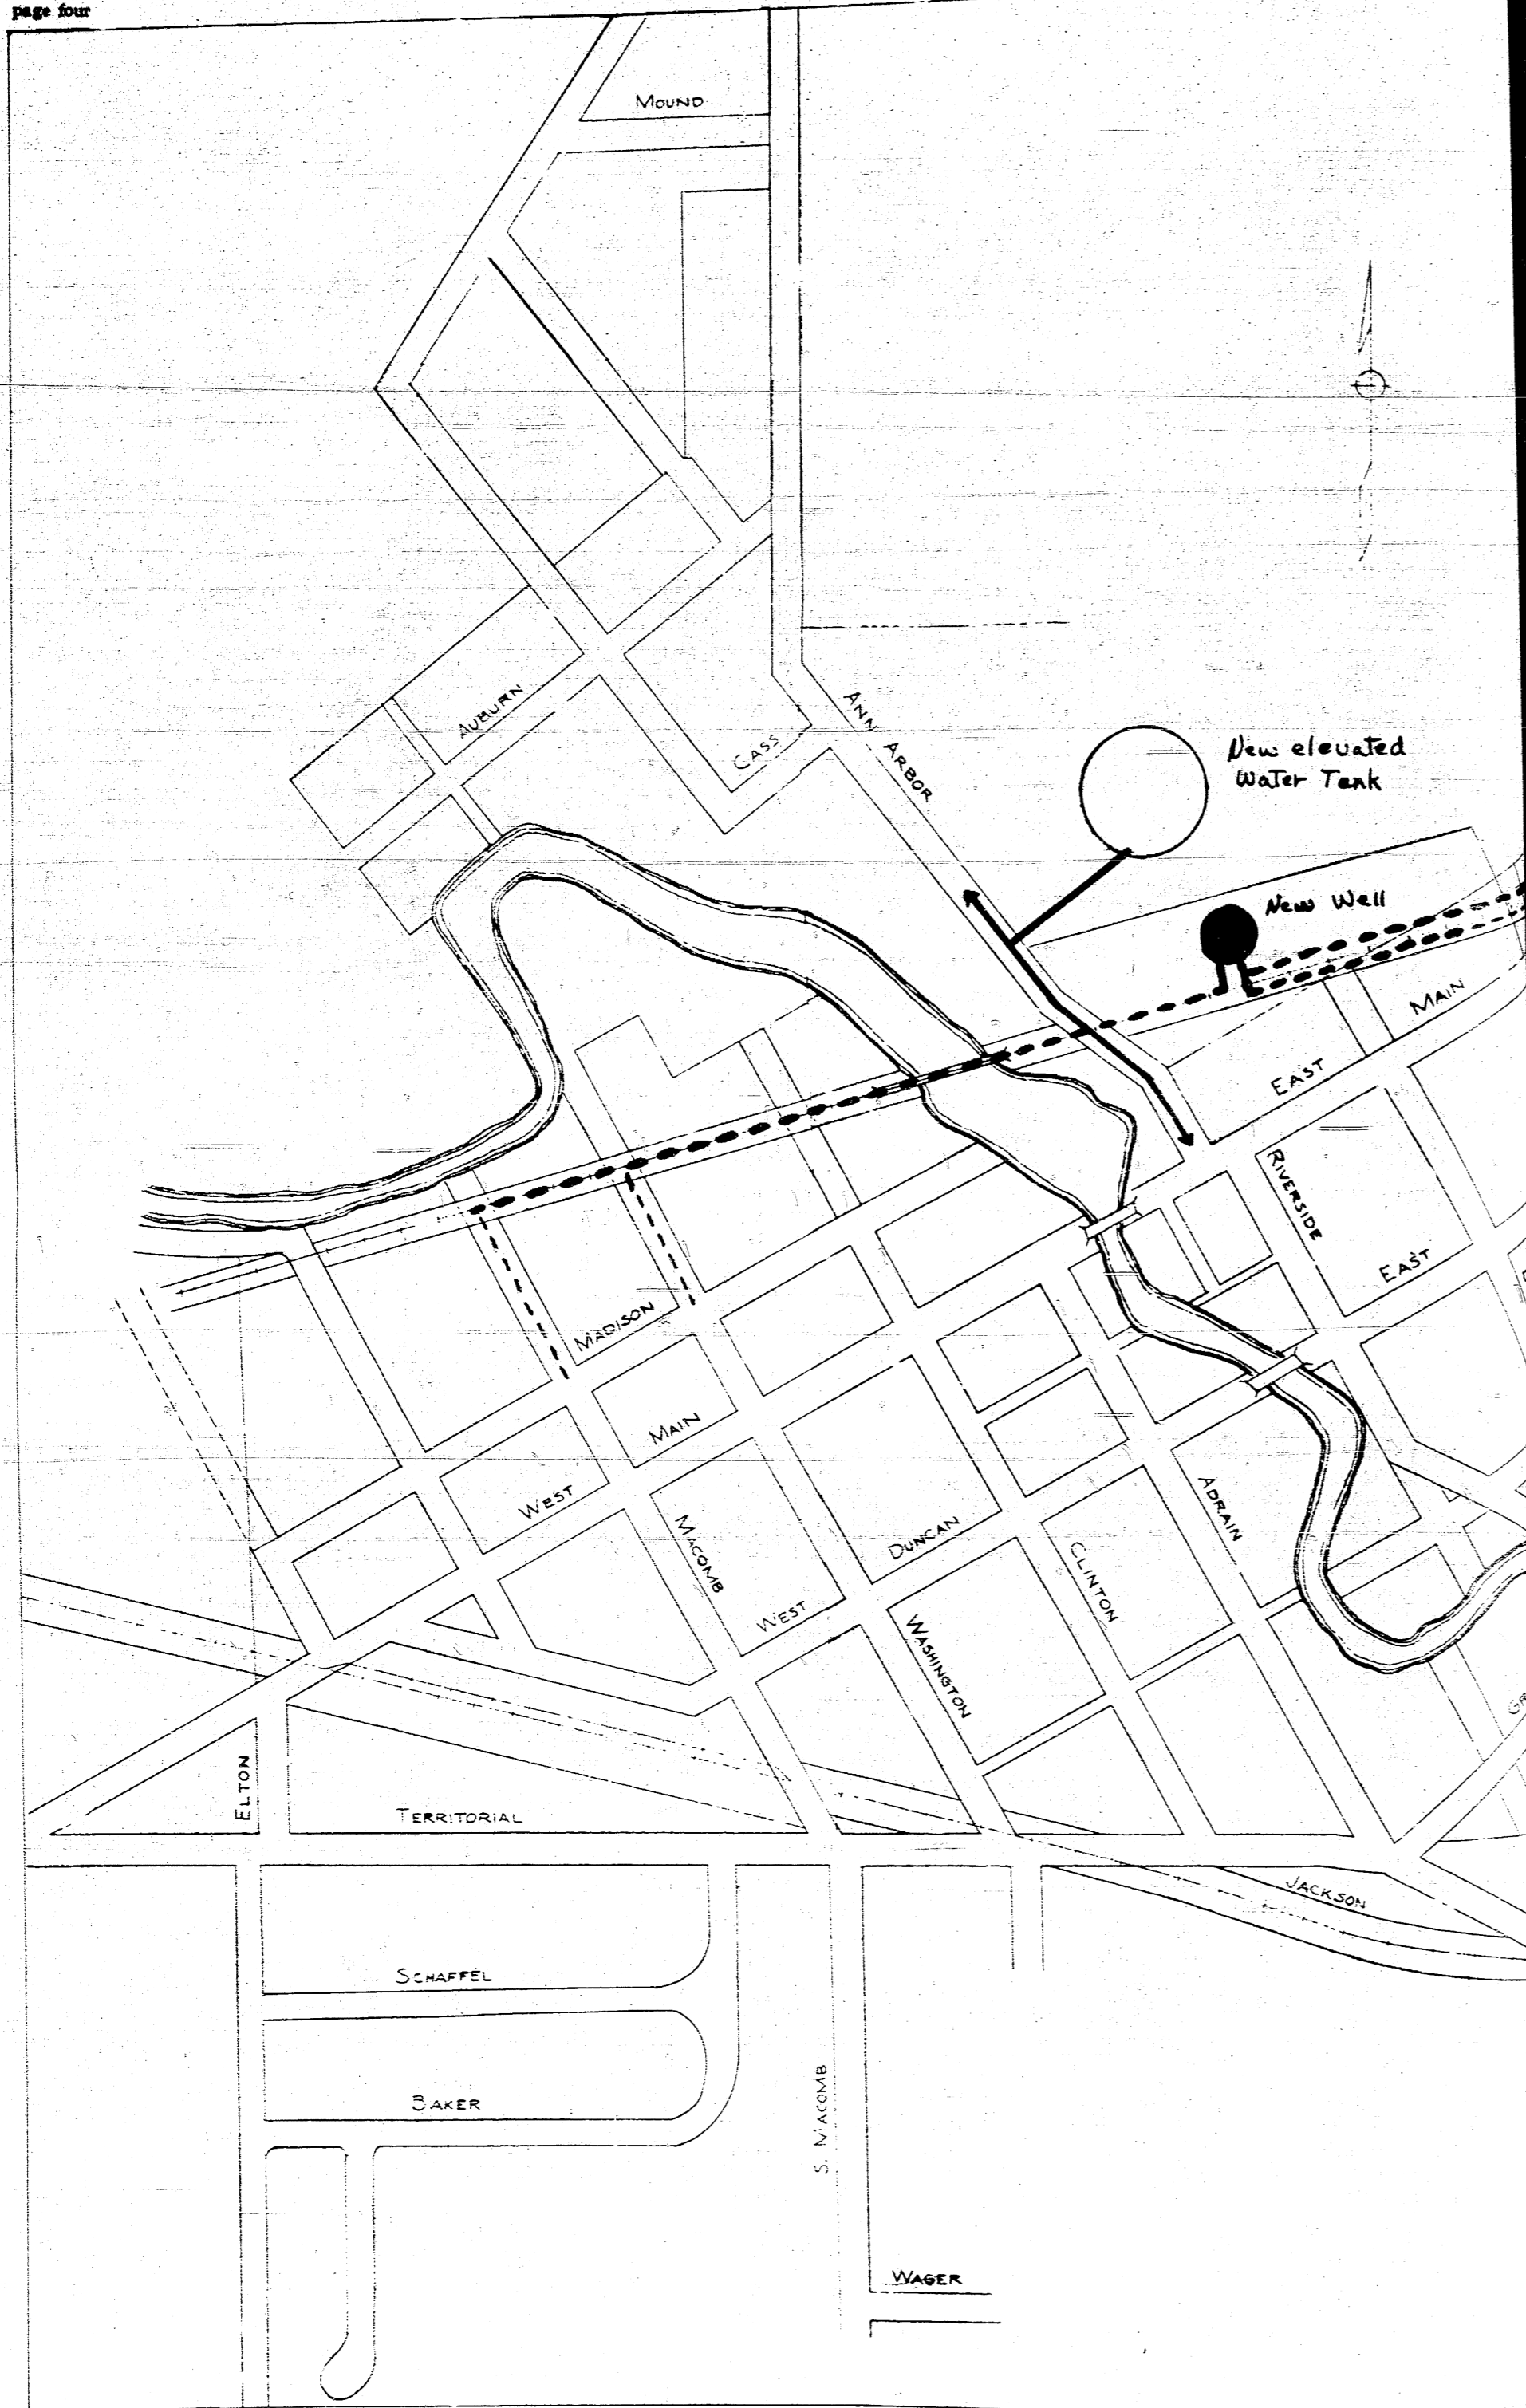 page four
MOUND
AUBURN
CASS
ANN ARBOR
New elevated
Water Tank
New Well
MAIN
EAST
RIVERSIDE
EAST
MADISON
MAIN
WEST
MACOMB
WEST
DUNCAN
CLINTON
ADRAIN
WASHINGTON
ELTON
TERRITORIAL
JACKSON
SCHAFFEL
BAKER
S. MACOMB
WAGER